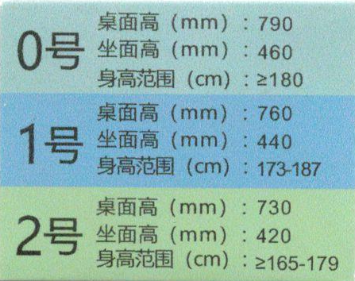 0号
桌面高（mm）：790
坐面高（mm）：460
身高范围（cm）：≥180
1号
桌面高（mm）：760
坐面高（mm）：440
身高范围（cm）：173-187
2号
桌面高（mm）：730
坐面高（mm）：420
身高范围（cm）：≥165-179